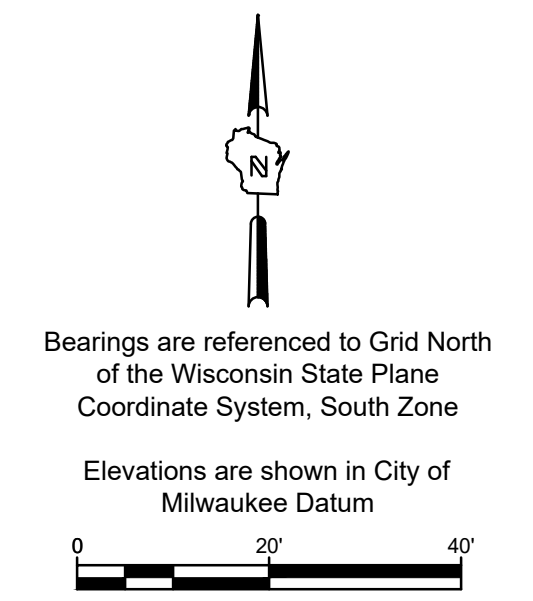 N
Bearings are referenced to Grid North
of the Wisconsin State Plane
Coordinate System, South Zone
Elevations are shown in City of
Milwaukee Datum
0 20' 40'